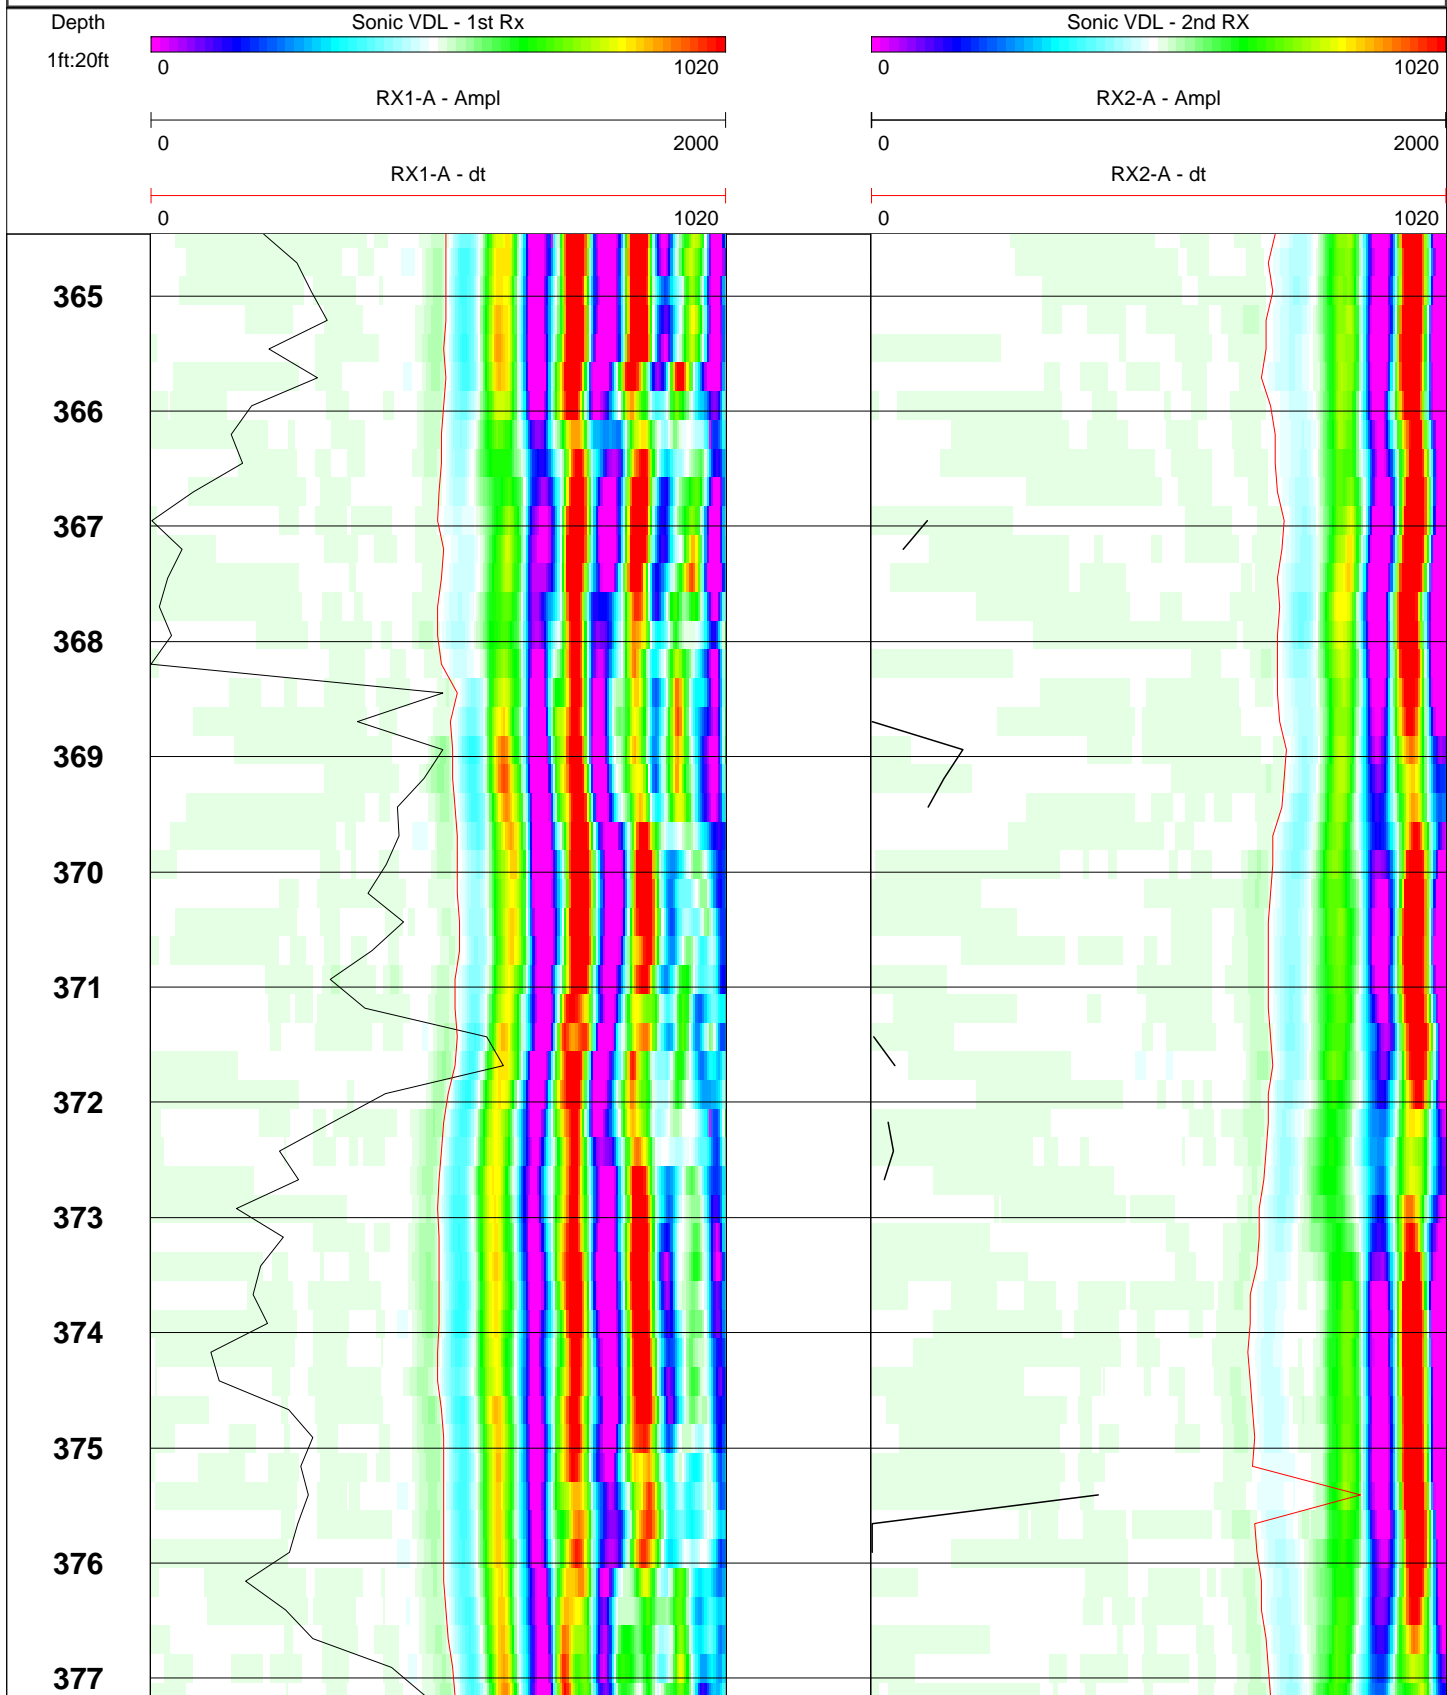 Depth
Sonic VDL - 1st Rx
Sonic VDL - 2nd RX
1ft:20ft
0 1020
0 1020
RX1-A - Ampl
RX2-A - Ampl
0 2000
0 2000
RX1-A - dt
RX2-A - dt
0 1020
0 1020
365
366
367
368
369
370
371
372
373
374
375
376
377